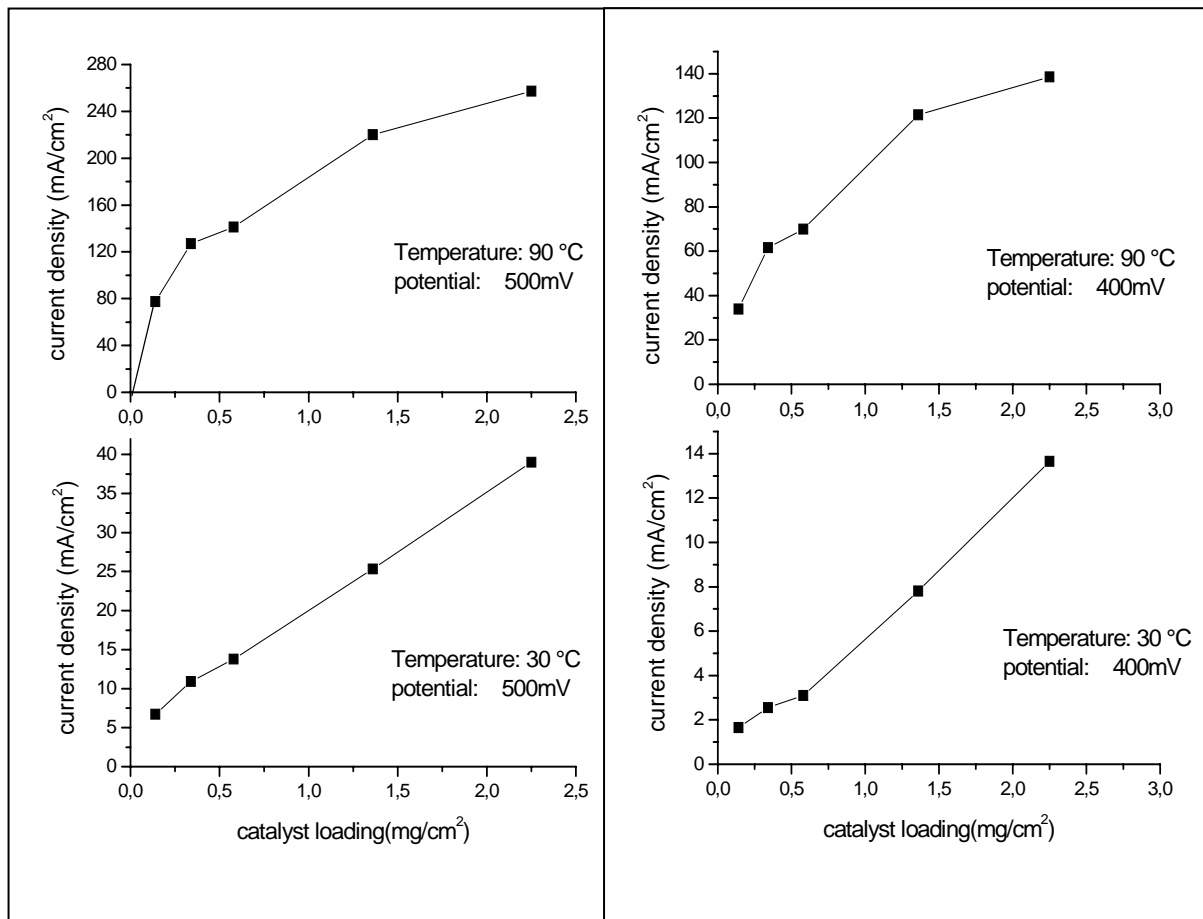 280
240
200
160
120
80
40
0
current density (mA/cm²)
Temperature: 90 °C
potential: 500mV
0,0 0,5 1,0 1,5 2,0 2,5
40
35
30
25
20
15
10
5
0
current density (mA/cm²)
Temperature: 30 °C
potential: 500mV
0,0 0,5 1,0 1,5 2,0 2,5
catalyst loading(mg/cm²)
140
120
100
80
60
40
20
0
current density (mA/cm²)
Temperature: 90 °C
potential: 400mV
0,0 0,5 1,0 1,5 2,0 2,5 3,0
14
12
10
8
6
4
2
0
current density (mA/cm²)
Temperature: 30 °C
potential: 400mV
0,0 0,5 1,0 1,5 2,0 2,5 3,0
catalyst loading(mg/cm²)